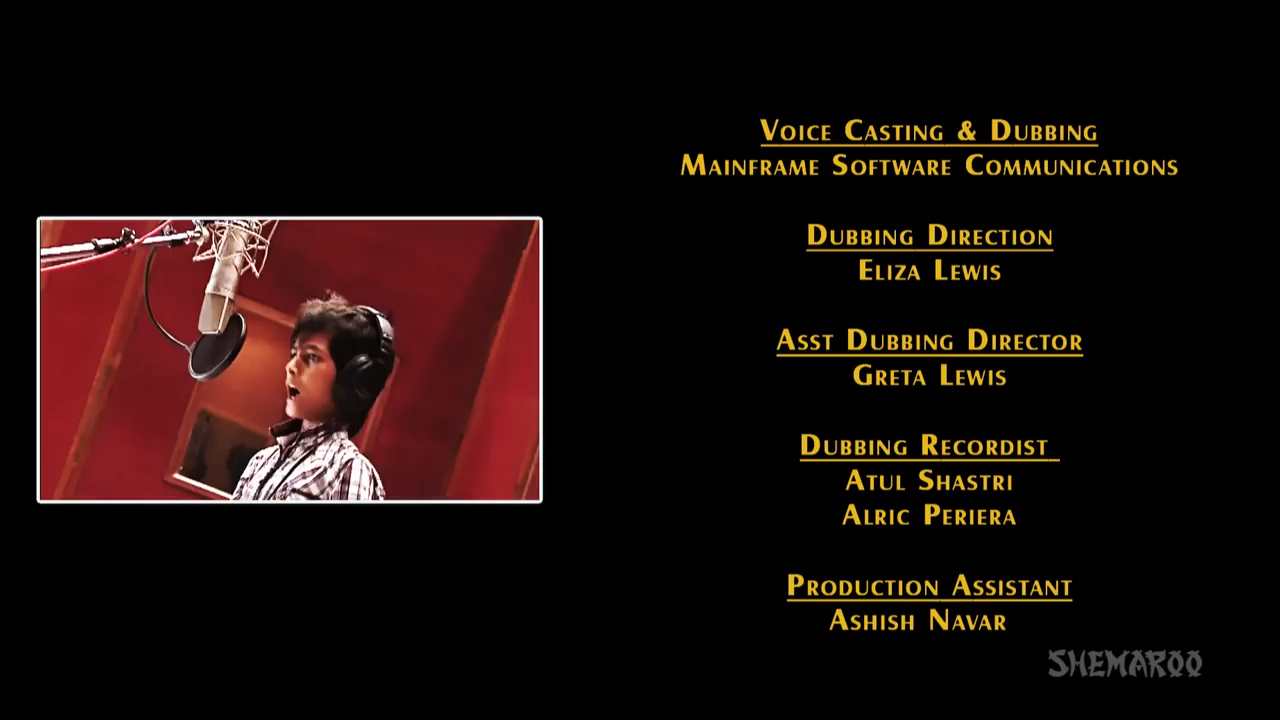 Voice Casting & Dubbing
Mainframe Software Communications
Dubbing Direction
Eliza Lewis
Asst Dubbing Director
Greta Lewis
Dubbing Recordist
Atul Shastri
Alric Periera
Production Assistant
Ashish Navar
SHEMAROO